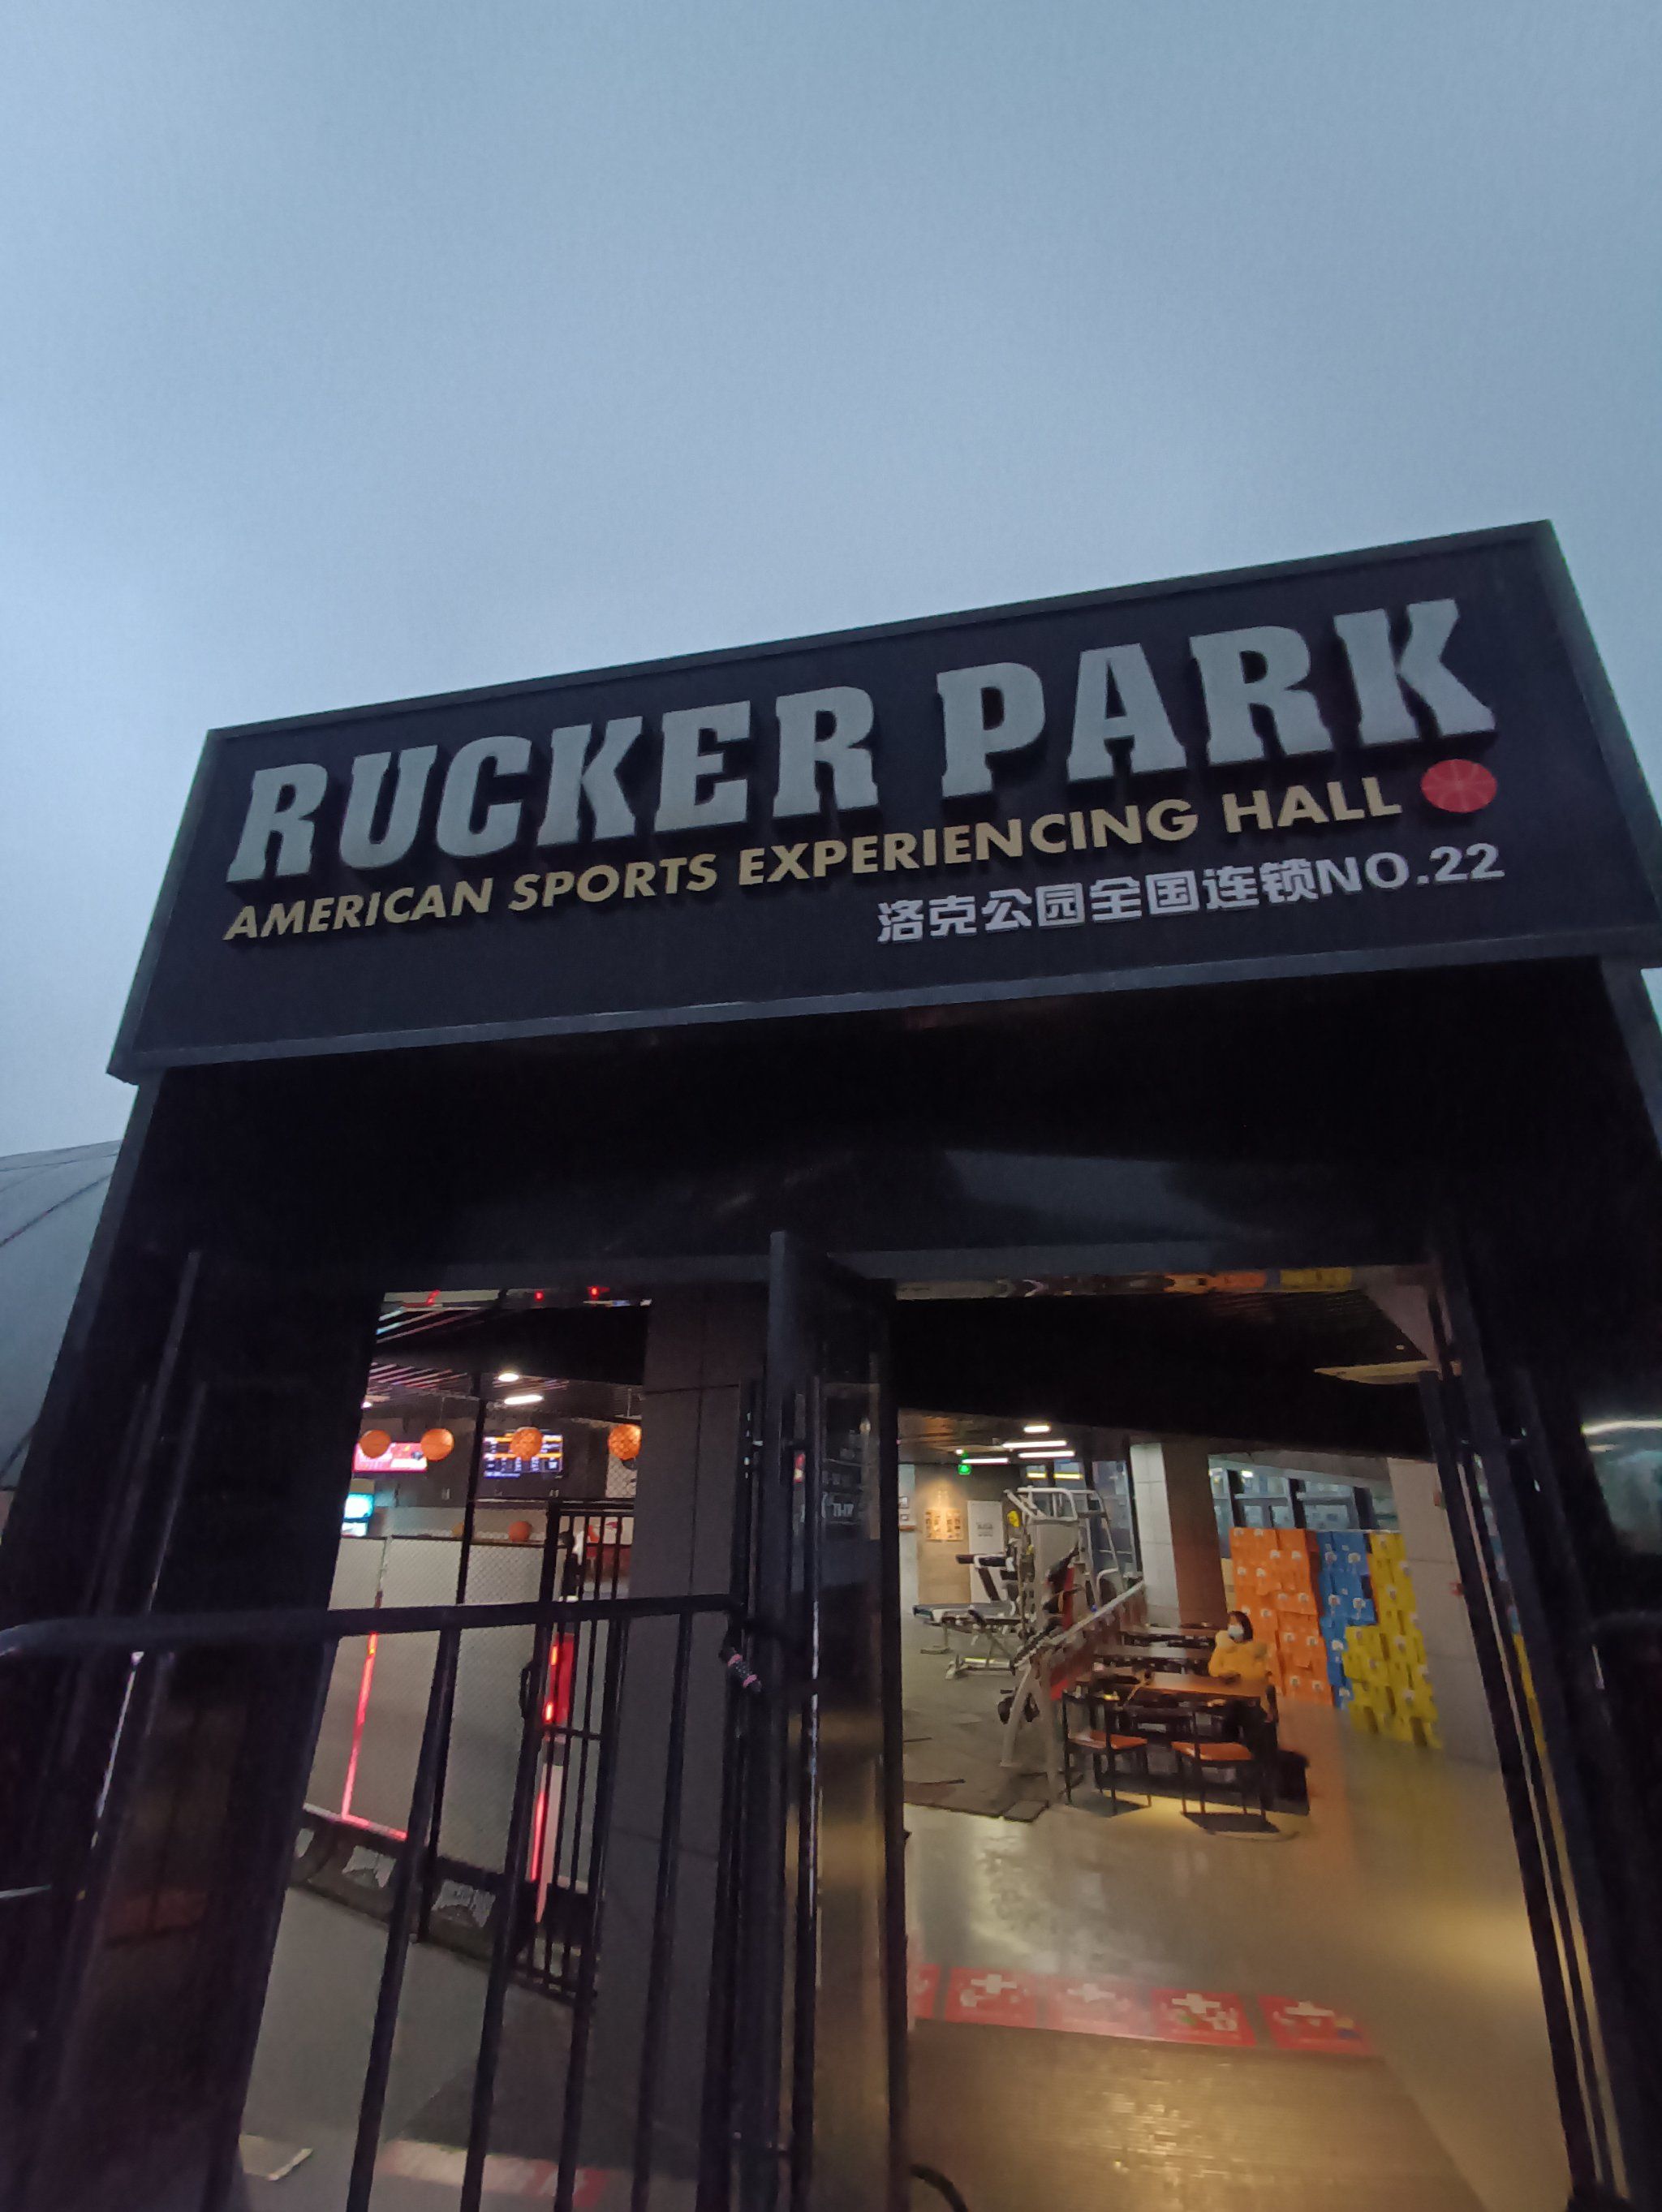 RUCKER PARK
AMERICAN SPORTS EXPERIENCING HALL
洛克公园全国连锁NO.22